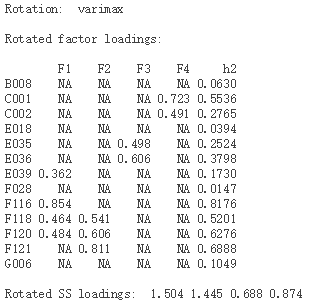 Rotation: varimax
Rotated factor loadings:
F1 F2 F3 F4 h2
B008 NA NA NA NA 0.0630
C001 NA NA NA 0.723 0.5536
C002 NA NA NA 0.491 0.2765
E018 NA NA NA NA 0.0394
E035 NA NA 0.498 NA 0.2524
E036 NA NA 0.606 NA 0.3798
E039 0.362 NA NA NA 0.1730
F028 NA NA NA NA 0.0147
F116 0.854 NA NA NA 0.8176
F118 0.464 0.541 NA NA 0.5201
F120 0.484 0.606 NA NA 0.6276
F121 NA 0.811 NA NA 0.6888
G006 NA NA NA NA 0.1049
Rotated SS loadings: 1.504 1.445 0.688 0.874